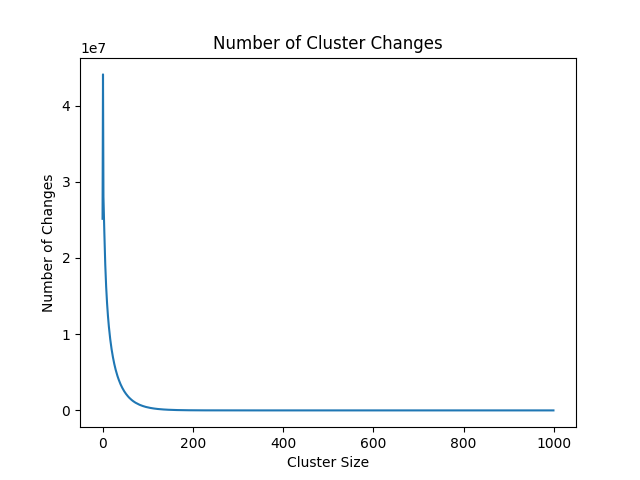 Number of Cluster Changes
1e7
4
3
2
1
0
Number of Changes
0 200 400 600 800 1000
Cluster Size